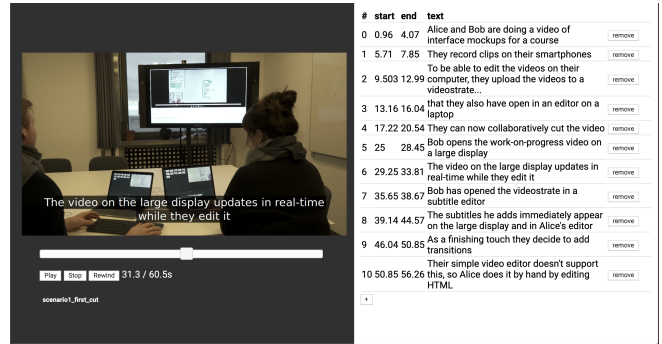 The video on the large display updates in real-time
while they edit it
Play Stop Rewind 31.3 / 60.5s
scenario1_first_cut
# start end text
0 0.96 4.07 Alice and Bob are doing a video of
interface mockups for a course remove
1 5.71 7.85 They record clips on their smartphones remove
2 9.503 12.99 To be able to edit the videos on their
computer, they upload the videos to a
videostrate... remove
3 13.16 16.04 that they also have open in an editor on a
laptop remove
4 17.22 20.54 They can now collaboratively cut the video remove
5 25 28.45 Bob opens the work-on-progress video on
a large display remove
6 29.25 33.81 The video on the large display updates in
real-time while they edit it remove
7 35.65 38.67 Bob has opened the videostrate in a
subtitle editor remove
8 39.14 44.57 The subtitles he adds immediately appear
on the large display and in Alice's editor remove
9 46.04 50.85 As a finishing touch they decide to add
transitions remove
10 50.85 56.26 Their simple video editor doesn't support
this, so Alice does it by hand by editing
HTML remove
+